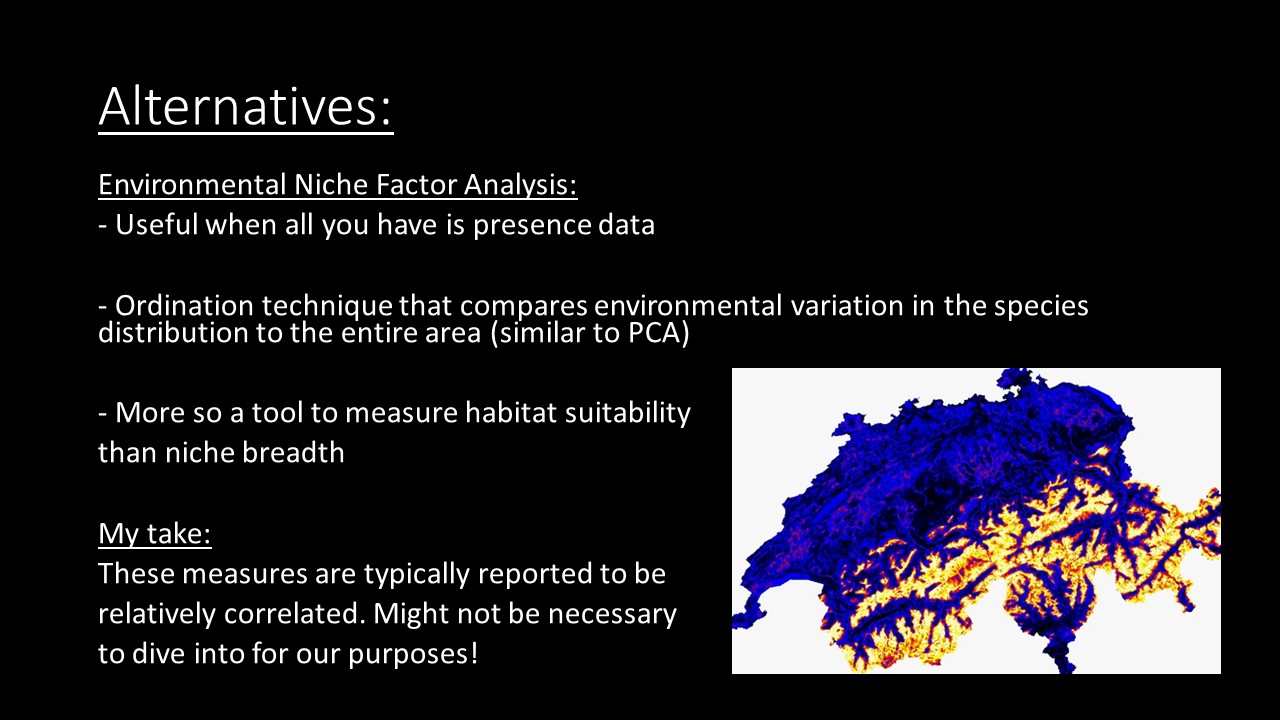 Alternatives:
Environmental Niche Factor Analysis:
- Useful when all you have is presence data
- Ordination technique that compares environmental variation in the species
distribution to the entire area (similar to PCA)
- More so a tool to measure habitat suitability
than niche breadth
My take:
These measures are typically reported to be
relatively correlated. Might not be necessary
to dive into for our purposes!